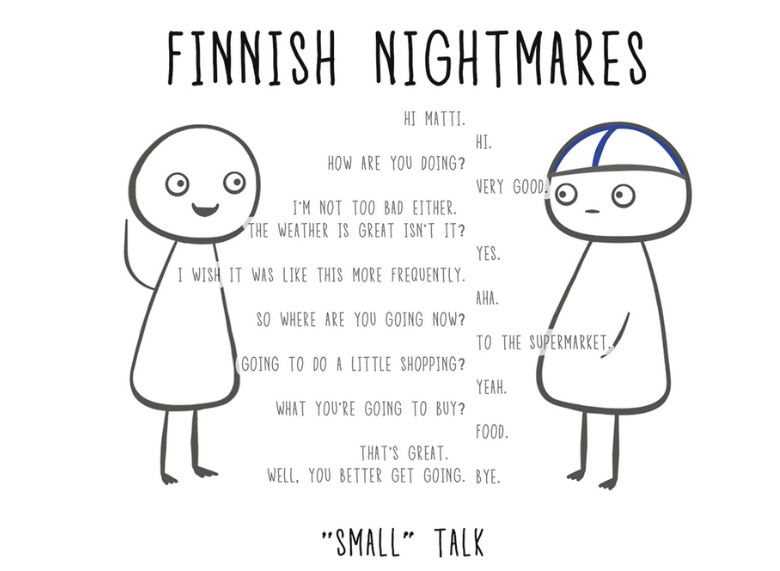 FINNISH NIGHTMARES
HI MATTI.
HI.
HOW ARE YOU DOING?
VERY GOOD.
I'M NOT TOO BAD EITHER.
THE WEATHER IS GREAT ISN'T IT?
YES.
I WISH IT WAS LIKE THIS MORE FREQUENTLY.
AHA.
SO WHERE ARE YOU GOING NOW?
TO THE SUPERMARKET.
GOING TO DO A LITTLE SHOPPING?
YEAH.
WHAT YOU'RE GOING TO BUY?
FOOD.
THAT'S GREAT.
WELL, YOU BETTER GET GOING.
BYE.
"SMALL" TALK